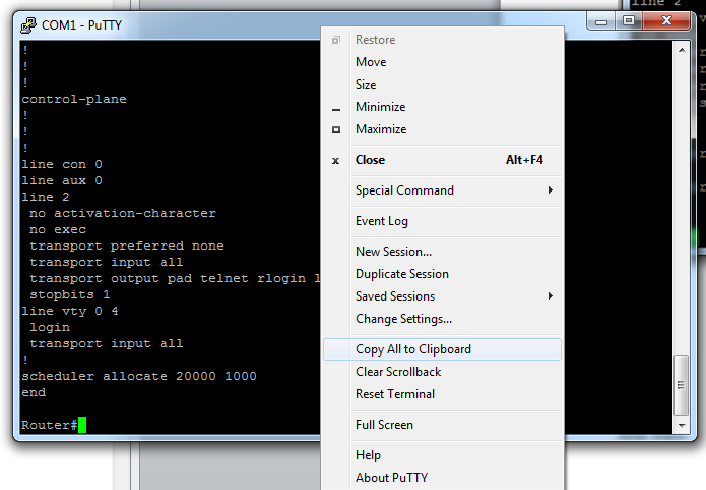 COM1 - PuTTY
!
!
!
control-plane
!
!
!
line con 0
line aux 0
line 2
 no activation-character
 no exec
 transport preferred none
 transport input all
 transport output pad telnet rlogin l
 stopbits 1
line vty 0 4
 login
 transport input all
!
scheduler allocate 20000 1000
end
Router#
Restore
Move
Size
Minimize
Maximize
x Close Alt+F4
Special Command
Event Log
New Session...
Duplicate Session
Saved Sessions
Change Settings...
Copy All to Clipboard
Clear Scrollback
Reset Terminal
Full Screen
Help
About PuTTY
line 2
v
r
r
r
s
r
r